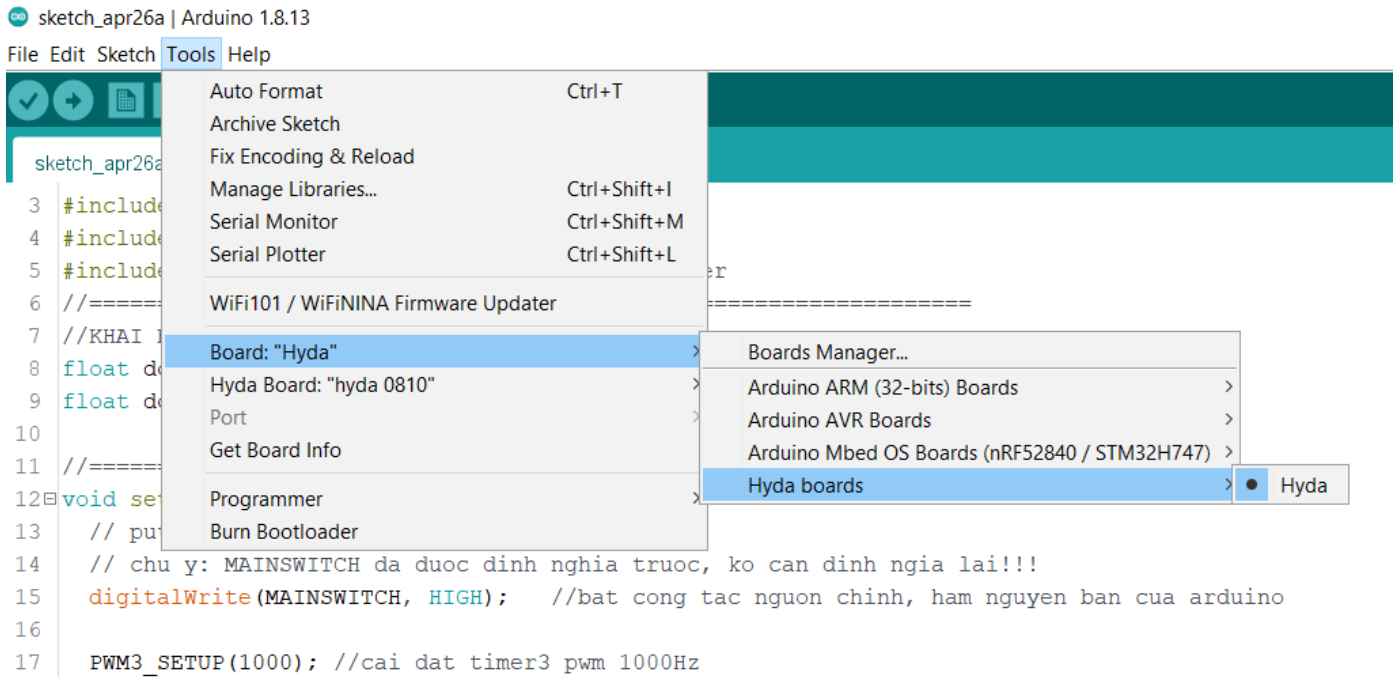 sketch_apr26a | Arduino 1.8.13
File Edit Sketch Tools Help
Auto Format Ctrl+T
Archive Sketch
Fix Encoding & Reload
Manage Libraries... Ctrl+Shift+I
Serial Monitor Ctrl+Shift+M
Serial Plotter Ctrl+Shift+L
WiFi101 / WiFiNINA Firmware Updater
Board: "Hyda"
Hyda Board: "hyda 0810"
Port
Get Board Info
Programmer
Burn Bootloader
Boards Manager...
Arduino ARM (32-bits) Boards
Arduino AVR Boards
Arduino Mbed OS Boards (nRF52840 / STM32H747)
Hyda boards
Hyda
sketch_apr26a
3 #include
4 #include
5 #include
6 //======
7 //KHAI
8 float
9 float
10
11 //=====
12 void
13 //
14 // chu y: MAINSWITCH da duoc dinh nghia truoc, ko can dinh ngia lai!!!
15 digitalWrite(MAINSWITCH, HIGH); //bat cong tac nguon chinh, ham nguyen ban cua arduino
16
17 PWM3_SETUP(1000); //cai dat timer3 pwm 1000Hz